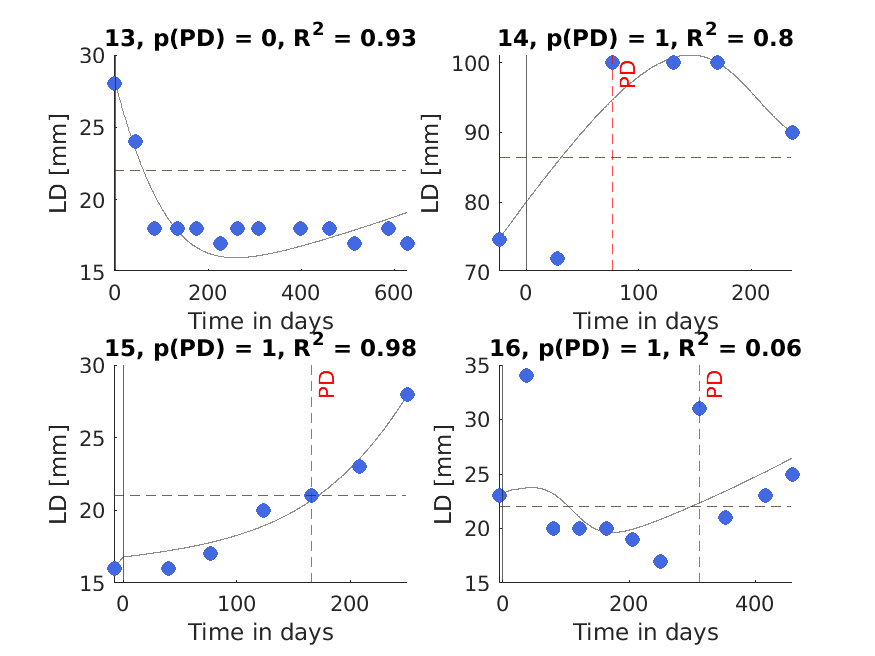 13, p(PD) = 0, R² = 0.93
LD [mm]
30
25
20
15
0
200
400
600
Time in days
14, p(PD) = 1, R² = 0.8
LD [mm]
100
90
80
70
PD
0
100
200
Time in days
15, p(PD) = 1, R² = 0.98
LD [mm]
30
25
20
15
PD
0
100
200
Time in days
16, p(PD) = 1, R² = 0.06
LD [mm]
35
30
25
20
15
PD
0
200
400
Time in days